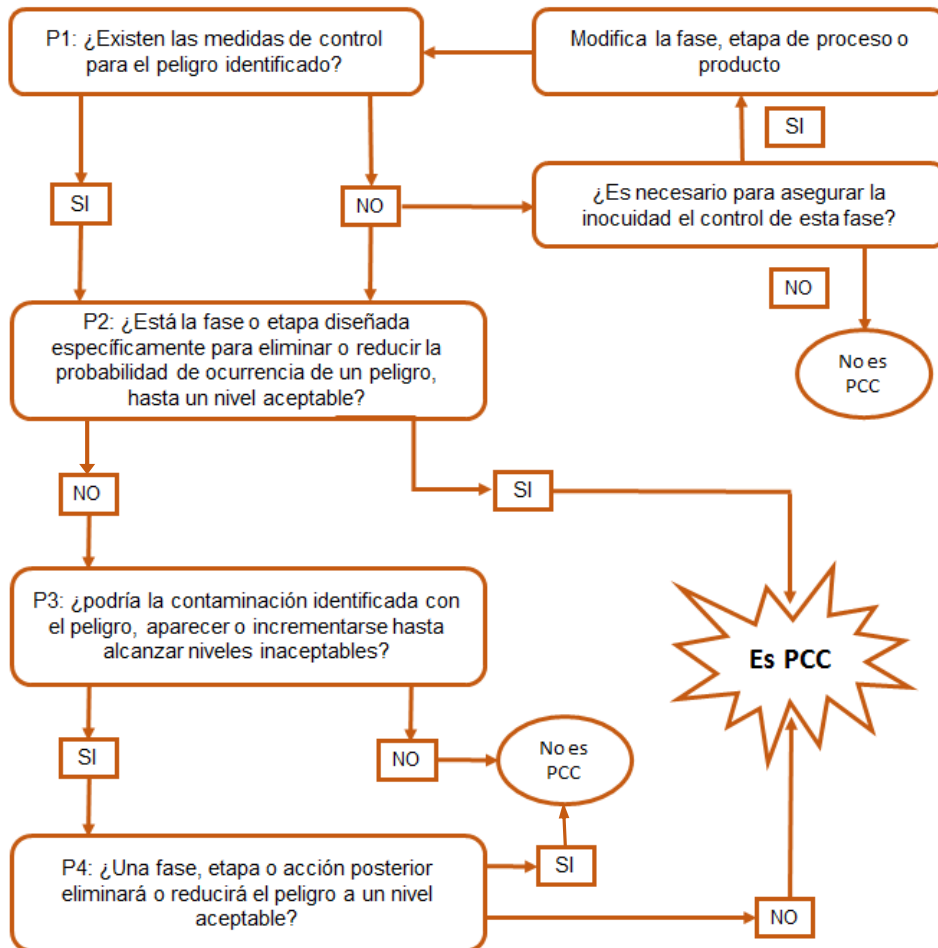 P1: ¿Existen las medidas de control
para el peligro identificado?
Modifica la fase, etapa de proceso o
producto
SI
SI
NO
¿Es necesario para asegurar la
inocuidad el control de esta fase?
NO
P2: ¿Está la fase o etapa diseñada
específicamente para eliminar o reducir la
probabilidad de ocurrencia de un peligro,
hasta un nivel aceptable?
No es
PCC
NO
SI
P3: ¿podría la contaminación identificada con
el peligro, aparecer o incrementarse hasta
alcanzar niveles inaceptables?
Es PCC
SI
NO
No es
PCC
P4: ¿Una fase, etapa o acción posterior
eliminará o reducirá el peligro a un nivel
aceptable?
SI
NO